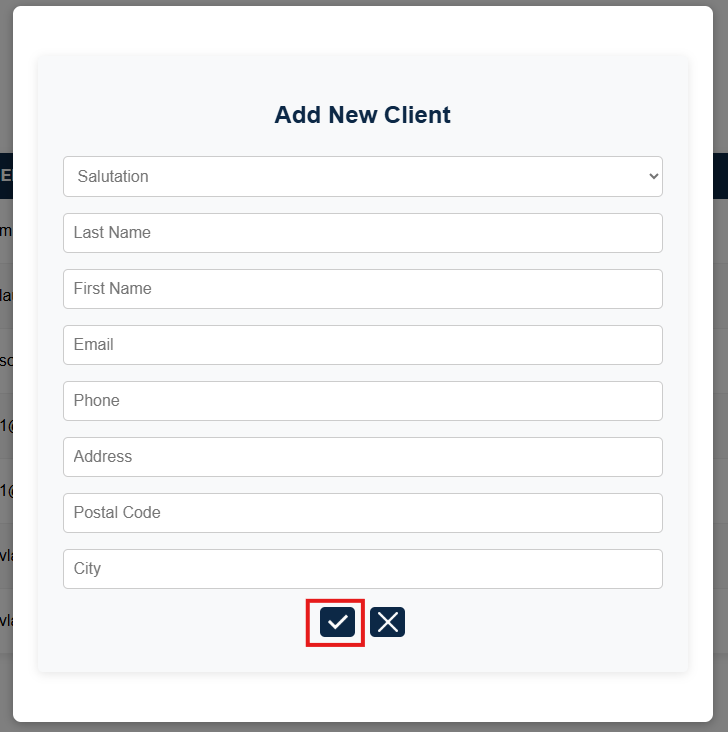 Add New Client
Salutation
Last Name
First Name
Email
Phone
Address
Postal Code
City